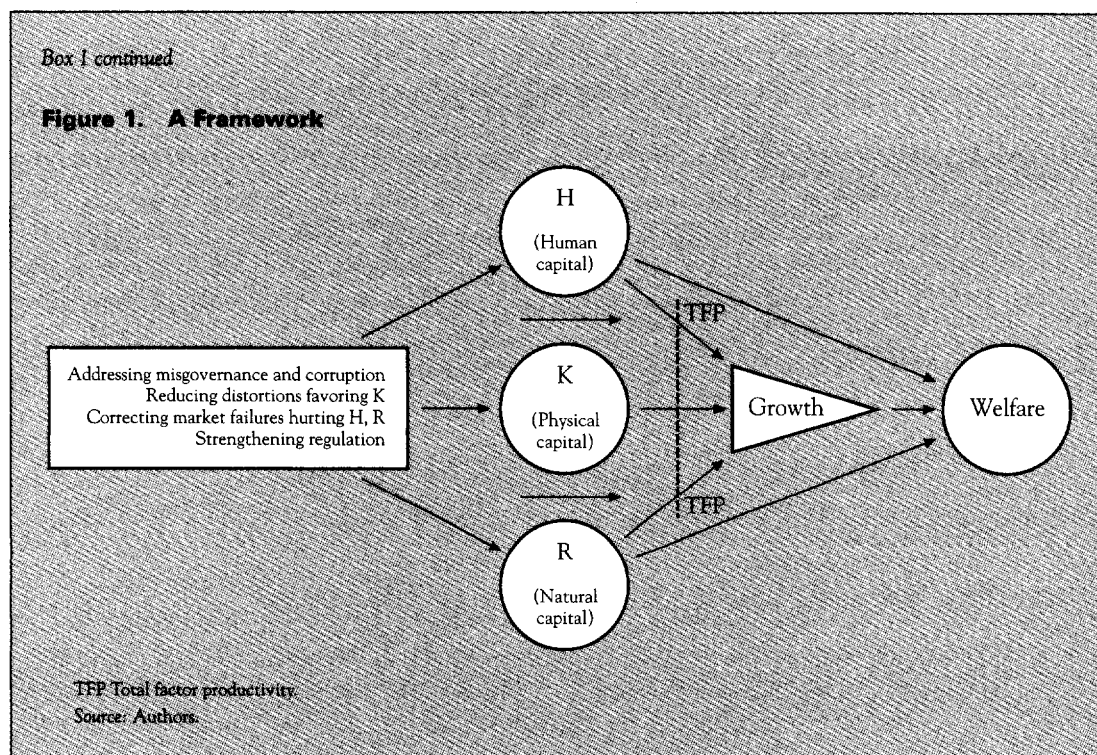 Box 1 continued
Figure 1. A Framework
H
(Human
capital)
TFP
Addressing misgovernance and corruption
Reducing distortions favoring K
Correcting market failures hurting H, R
Strengthening regulation
K
(Physical
capital)
Growth
Welfare
TFP
R
(Natural
capital)
TFP Total factor productivity.
Source: Authors.